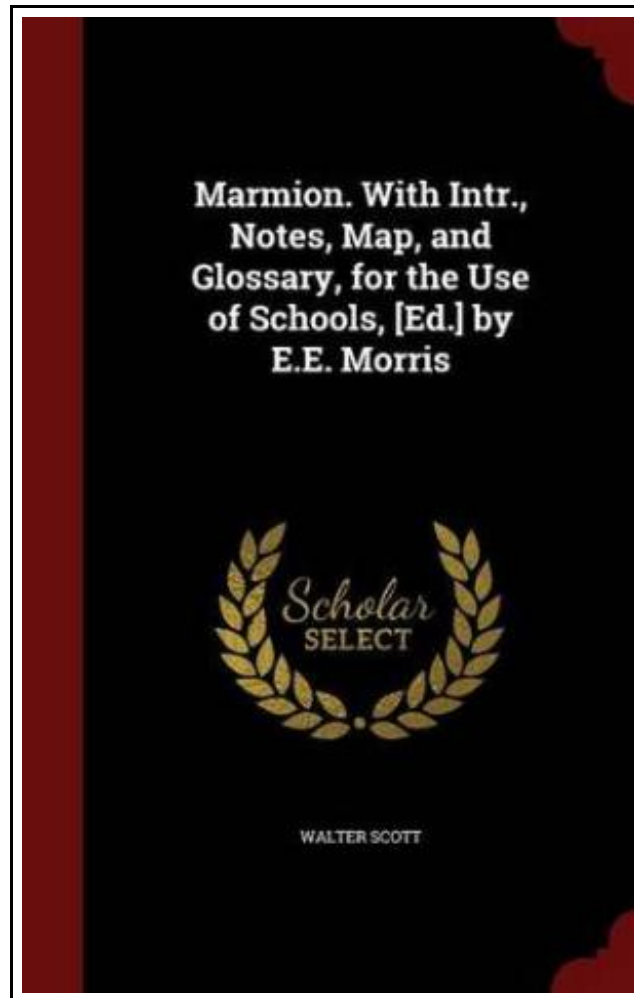 Marmion. With Intr.,
Notes, Map, and
Glossary, for the Use
of Schools, [Ed.] by
E.E. Morris
Scholar
SELECT
WALTER SCOTT